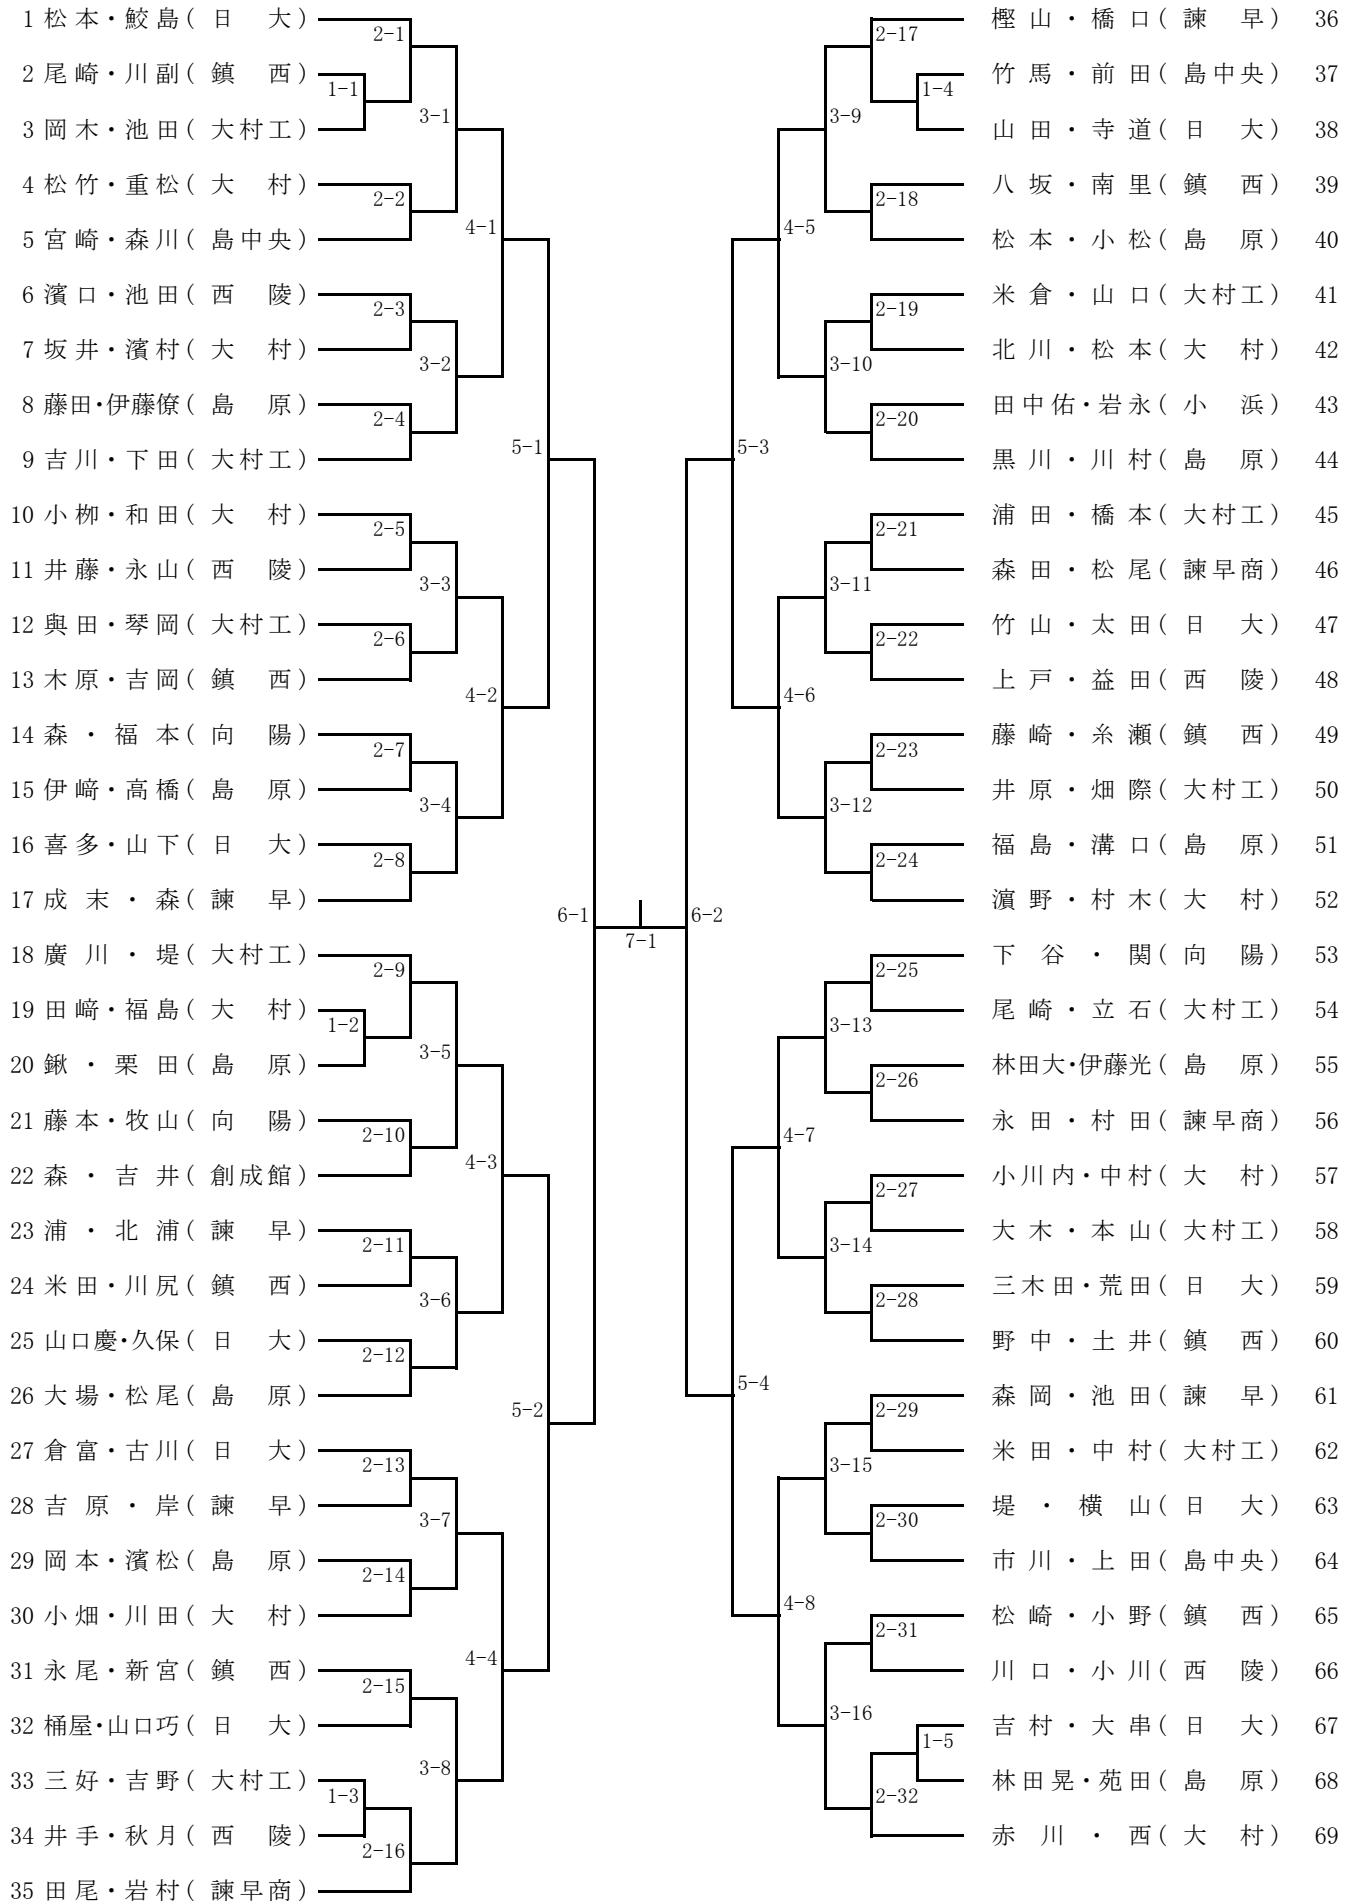 1 松本・鮫島( 日　大 )
2 尾崎・川副( 鎮　西 )
3 岡木・池田( 大村工 )
4 松竹・重松( 大　村 )
5 宮崎・森川( 島中央 )
6 濱口・池田( 西　陵 )
7 坂井・濱村( 大　村 )
8 藤田・伊藤僚( 島　原 )
9 吉川・下田( 大村工 )
10 小栁・和田( 大　村 )
11 井藤・永山( 西　陵 )
12 與田・琴岡( 大村工 )
13 木原・吉岡( 鎮　西 )
14 森・福本( 向　陽 )
15 伊﨑・高橋( 島　原 )
16 喜多・山下( 日　大 )
17 成末・森( 諫　早 )
18 廣川・堤( 大村工 )
19 田﨑・福島( 大　村 )
20 鍬・栗田( 島　原 )
21 藤本・牧山( 向　陽 )
22 森・吉井( 創成館 )
23 浦・北浦( 諫　早 )
24 米田・川尻( 鎮　西 )
25 山口慶・久保( 日　大 )
26 大場・松尾( 島　原 )
27 倉富・古川( 日　大 )
28 吉原・岸( 諫　早 )
29 岡本・濱松( 島　原 )
30 小畑・川田( 大　村 )
31 永尾・新宮( 鎮　西 )
32 桶屋・山口巧( 日　大 )
33 三好・吉野( 大村工 )
34 井手・秋月( 西　陵 )
35 田尾・岩村( 諫早商 )
1-1
1-2
1-3
2-1
2-2
2-3
2-4
2-5
2-6
2-7
2-8
2-9
2-10
2-11
2-12
2-13
2-14
2-15
2-16
3-1
3-2
3-3
3-4
3-5
3-6
3-7
3-8
4-1
4-2
4-3
4-4
5-1
5-2
6-1
7-1
6-2
5-3
5-4
4-5
4-6
4-7
4-8
3-9
3-10
3-11
3-12
3-13
3-14
3-15
3-16
2-17
2-18
2-19
2-20
2-21
2-22
2-23
2-24
2-25
2-26
2-27
2-28
2-29
2-30
2-31
2-32
1-4
1-5
樫山・橋口( 諫　早 ) 36
竹馬・前田( 島中央 ) 37
山田・寺道( 日　大 ) 38
八坂・南里( 鎮　西 ) 39
松本・小松( 島　原 ) 40
米倉・山口( 大村工 ) 41
北川・松本( 大　村 ) 42
田中佑・岩永( 小　浜 ) 43
黒川・川村( 島　原 ) 44
浦田・橋本( 大村工 ) 45
森田・松尾( 諫早商 ) 46
竹山・太田( 日　大 ) 47
上戸・益田( 西　陵 ) 48
藤崎・糸瀬( 鎮　西 ) 49
井原・畑際( 大村工 ) 50
福島・溝口( 島　原 ) 51
濵野・村木( 大　村 ) 52
下谷・関( 向　陽 ) 53
尾崎・立石( 大村工 ) 54
林田大・伊藤光( 島　原 ) 55
永田・村田( 諫早商 ) 56
小川内・中村( 大　村 ) 57
大木・本山( 大村工 ) 58
三木田・荒田( 日　大 ) 59
野中・土井( 鎮　西 ) 60
森岡・池田( 諫　早 ) 61
米田・中村( 大村工 ) 62
堤・横山( 日　大 ) 63
市川・上田( 島中央 ) 64
松崎・小野( 鎮　西 ) 65
川口・小川( 西　陵 ) 66
吉村・大串( 日　大 ) 67
林田晃・苑田( 島　原 ) 68
赤川・西( 大　村 ) 69